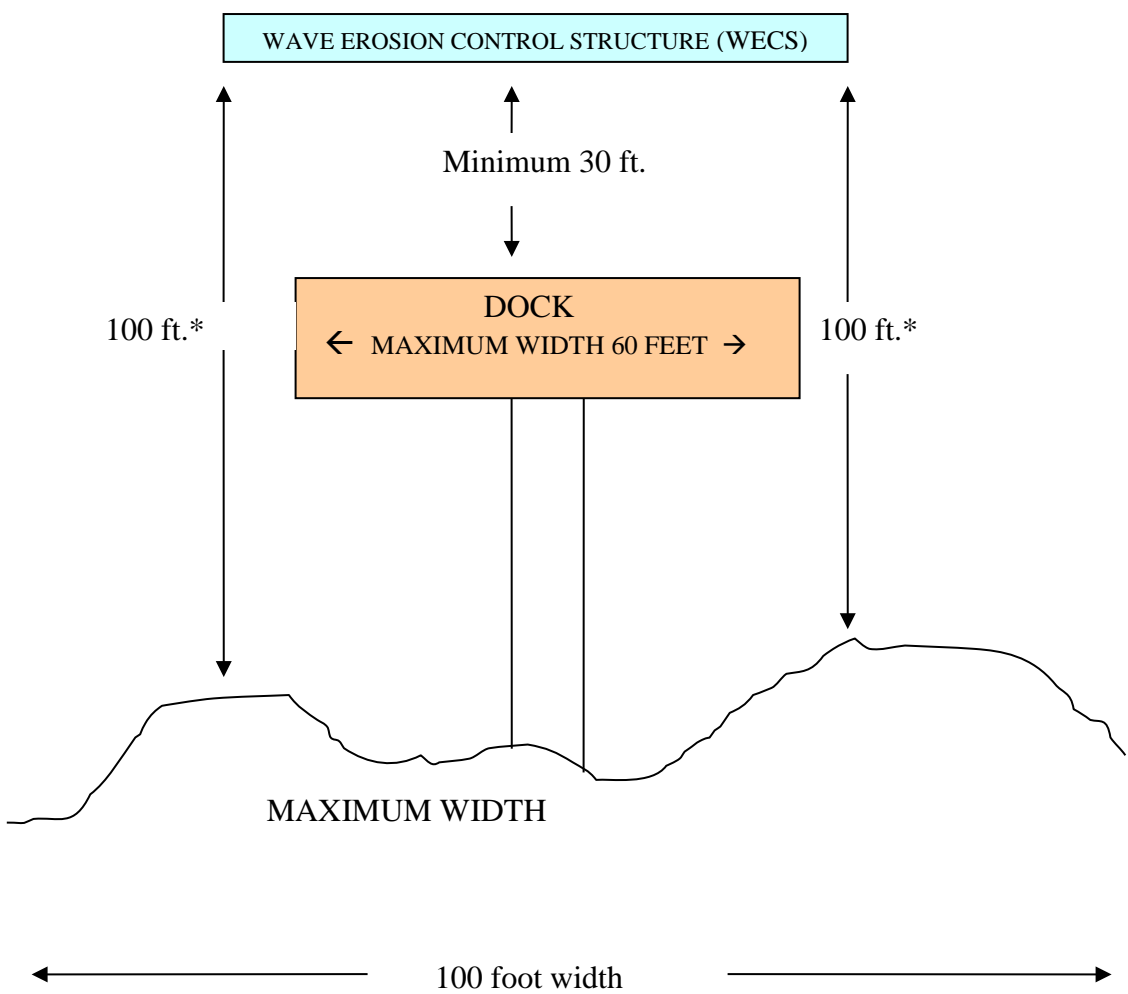 WAVE EROSION CONTROL STRUCTURE (WECS)
Minimum 30 ft.
DOCK
100 ft.*
← MAXIMUM WIDTH 60 FEET →
100 ft.*
MAXIMUM WIDTH
100 foot width